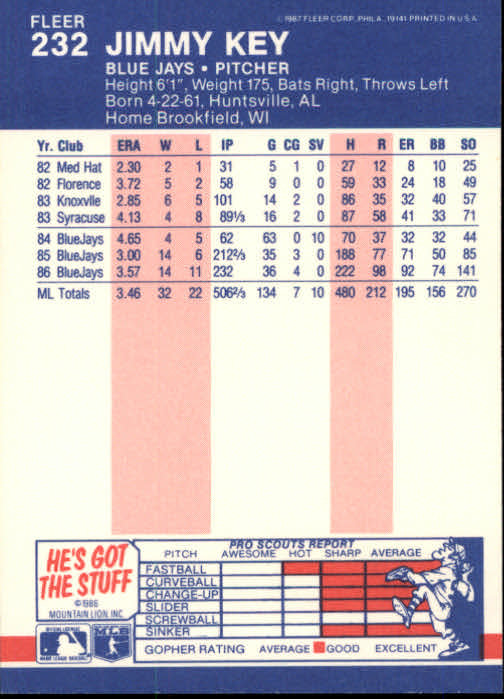 FLEER
232 JIMMY KEY
© 1987 FLEER CORP., PHILA., 19141 PRINTED IN U.S.A.
BLUE JAYS • PITCHER
Height 6'1", Weight 175, Bats Right, Throws Left
Born 4-22-61, Huntsville, AL
Home Brookfield, WI
Yr. Club ERA W L IP G CG SV H R ER BB SO
82 Med Hat 2.30 2 1 31 5 1 0 27 12 8 10 25
82 Florence 3.72 5 2 58 9 0 0 59 33 24 18 49
83 Knoxvlle 2.85 6 5 101 14 2 0 86 35 32 40 57
83 Syracuse 4.13 4 8 89⅓ 16 2 0 87 58 41 33 71
84 BlueJays 4.65 4 5 62 63 0 10 70 37 32 32 44
85 BlueJays 3.00 14 6 212⅔ 35 3 0 188 77 71 50 85
86 BlueJays 3.57 14 11 232 36 4 0 222 98 92 74 141
ML Totals 3.46 32 22 506⅔ 134 7 10 480 212 195 156 270
HE'S GOT
THE STUFF
© 1986
MOUNTAIN LION, INC.
PRO SCOUTS REPORT
PITCH AWESOME HOT SHARP AVERAGE
FASTBALL
CURVEBALL
CHANGE-UP
SLIDER
SCREWBALL
SINKER
GOPHER RATING AVERAGE GOOD EXCELLENT
MLB